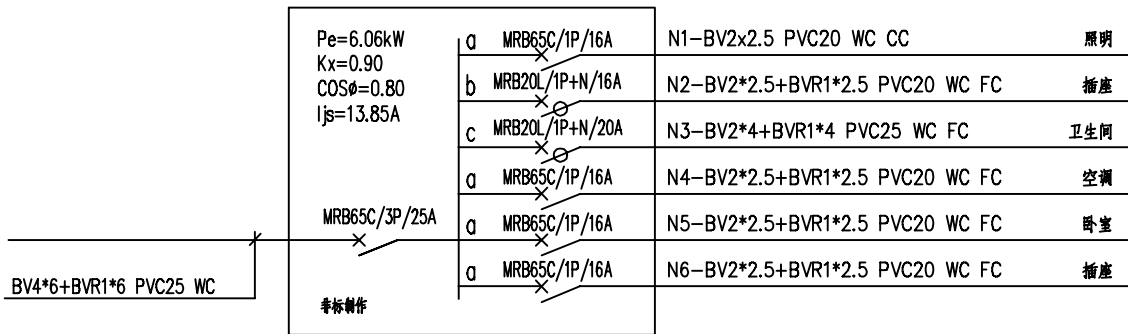 Pe=6.06kW
Kx=0.90
COSø=0.80
Ijs=13.85A
a MRB65C/1P/16A N1-BV2x2.5 PVC20 WC CC 照明
b MRB20L/1P+N/16A N2-BV2*2.5+BVR1*2.5 PVC20 WC FC 插座
c MRB20L/1P+N/20A N3-BV2*4+BVR1*4 PVC25 WC FC 卫生间
a MRB65C/1P/16A N4-BV2*2.5+BVR1*2.5 PVC20 WC FC 空调
MRB65C/3P/25A a MRB65C/1P/16A N5-BV2*2.5+BVR1*2.5 PVC20 WC FC 卧室
a MRB65C/1P/16A N6-BV2*2.5+BVR1*2.5 PVC20 WC FC 插座
BV4*6+BVR1*6 PVC25 WC
非标制作